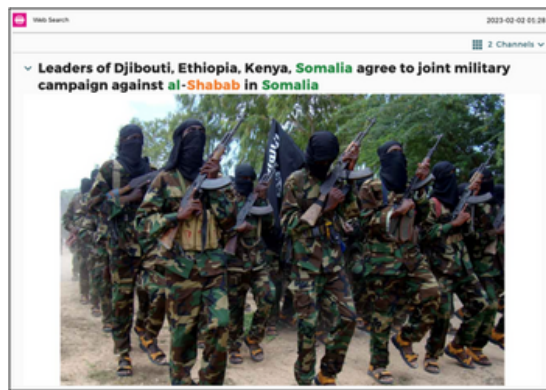 Web Search
2023-02-02 01:28
2 Channels
Leaders of Djibouti, Ethiopia, Kenya, Somalia agree to joint military
campaign against al-Shabab in Somalia